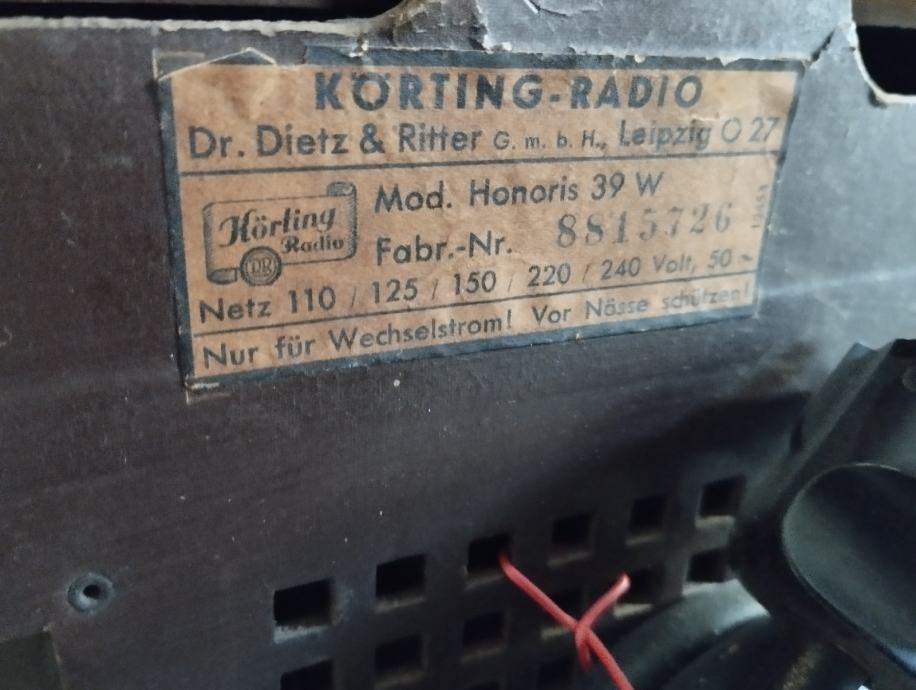 KÖRTING-RADIO
Dr. Dietz & Ritter G. m. b. H., Leipzig O 27
Körting
Radio
DR
Mod. Honoris 39 W
Fabr.-Nr. 8815726
Netz 110 / 125 / 150 / 220 / 240 Volt, 50 ~
Nur für Wechselstrom! Vor Nässe schützen!